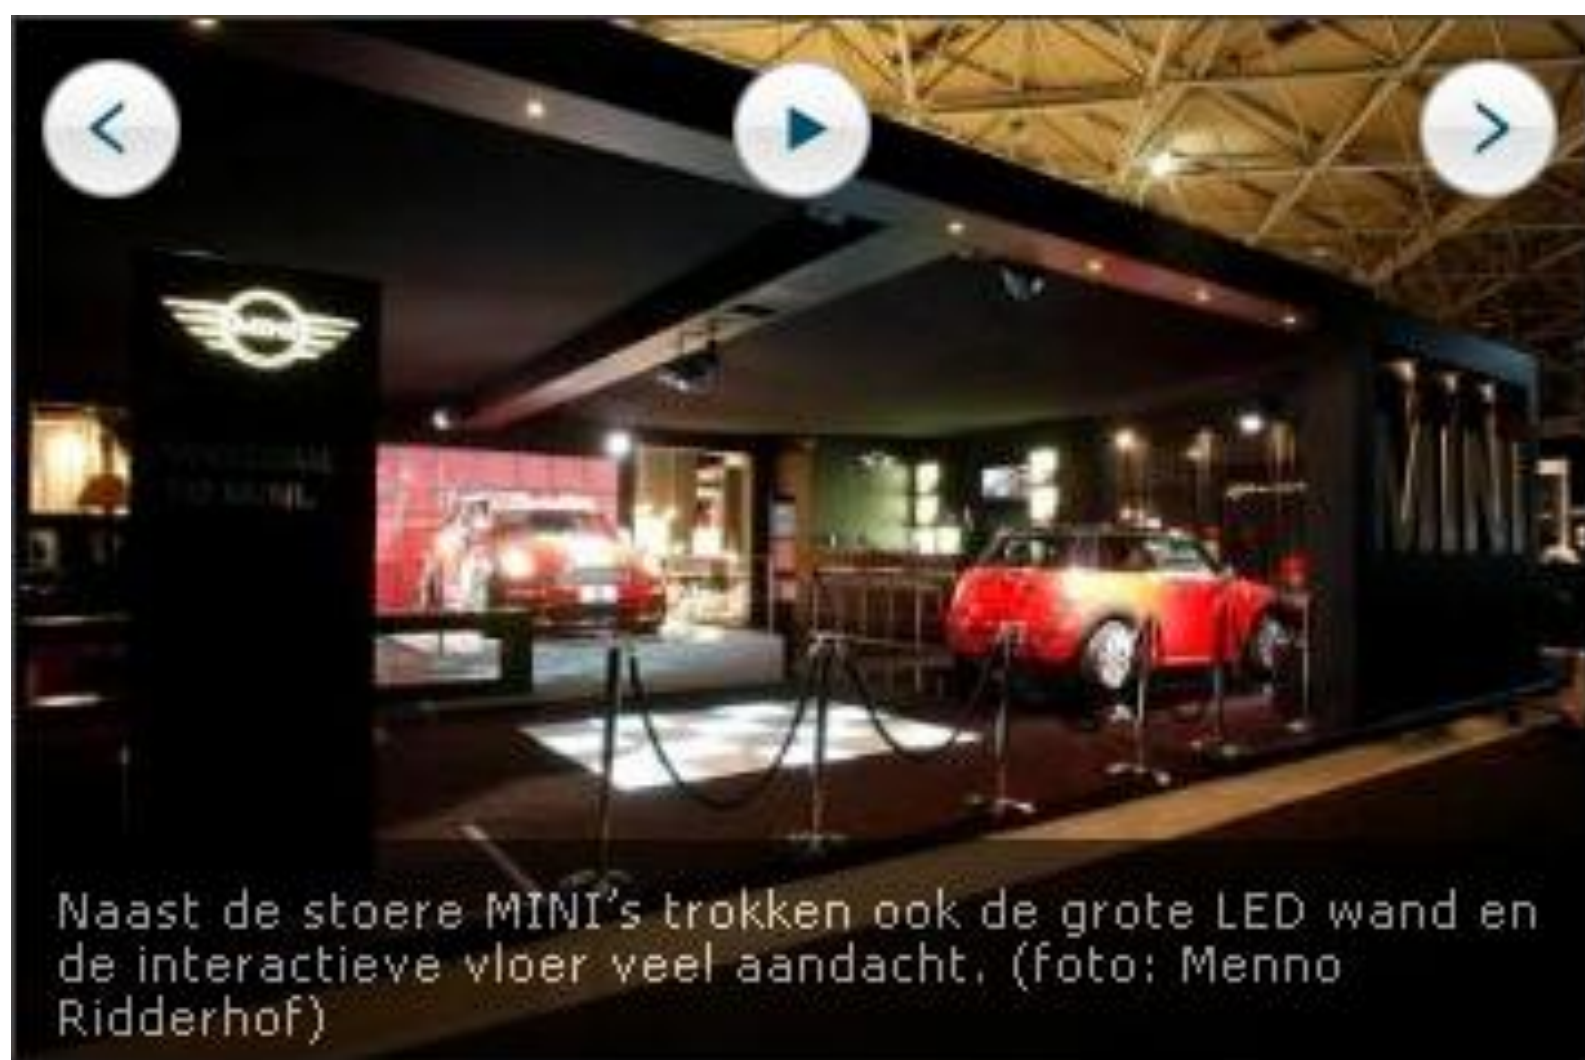 MINI
MINI
Naast de stoere MINI’s trokken ook de grote LED wand en
de interactieve vloer veel aandacht. (foto: Menno
Ridderhof)